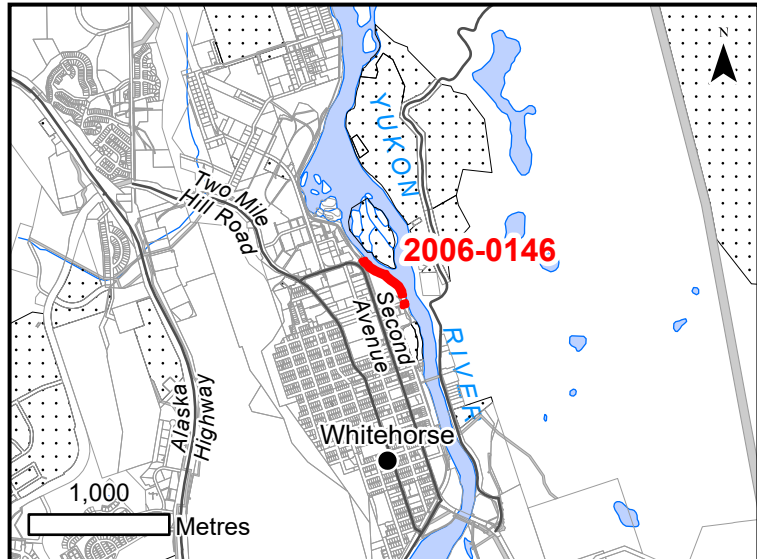 N
YUKON
RIVER
Two Mile
Hill Road
2006-0146
Second
Avenue
Alaska
Highway
Whitehorse
1,000
Metres